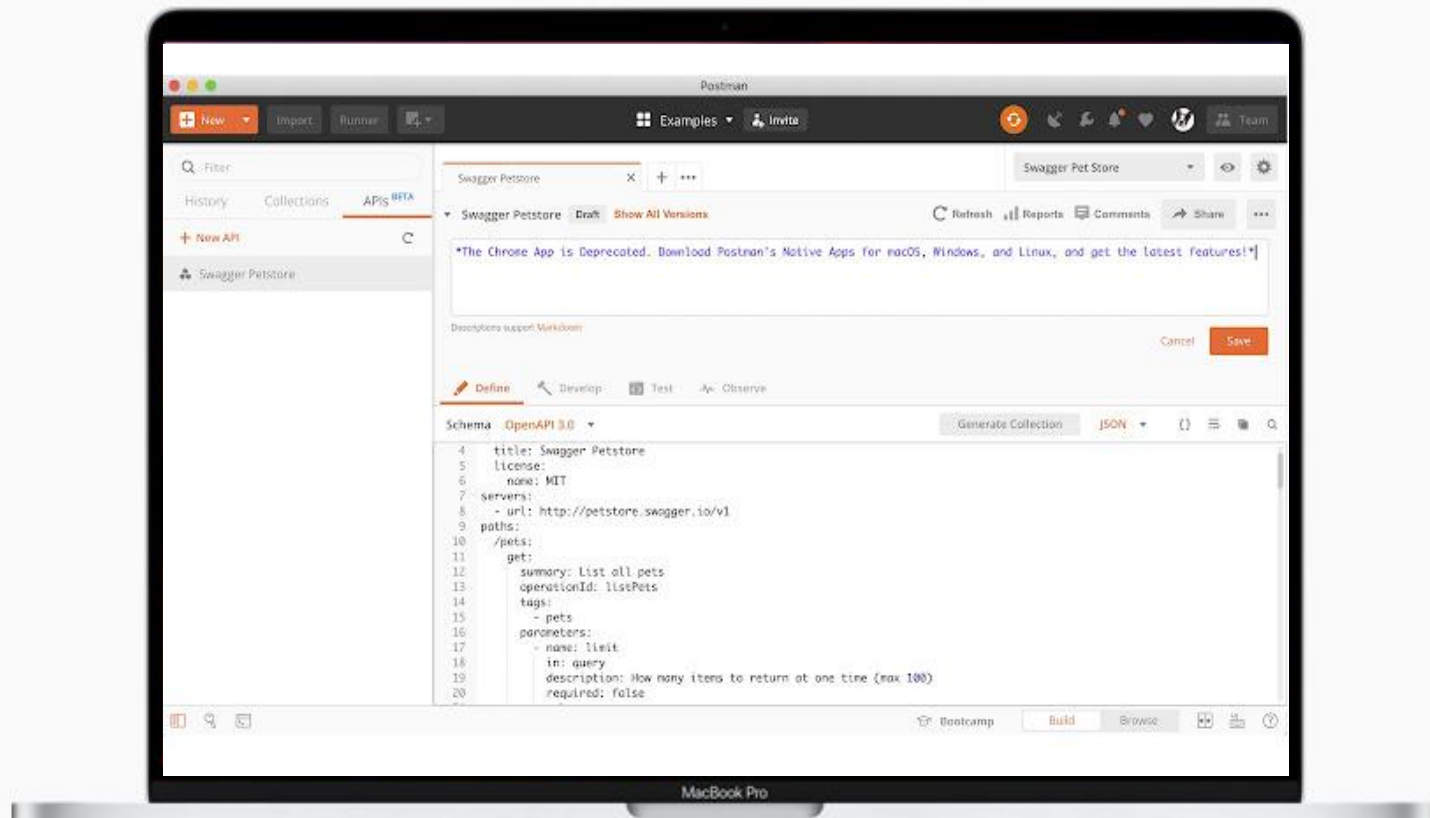 Postman
New Import Runner Examples Invite Team
Filter
History Collections APIs BETA
+ New API
Swagger Petstore
Swagger Petstore
Swagger Pet Store
Swagger Petstore Draft Show All Versions Refresh Reports Comments Share
*The Chrome App is Deprecated. Download Postman's Native Apps for macOS, Windows, and Linux, and get the latest features!*
Descriptions support Markdown
Cancel Save
Define Develop Test Observe
Schema OpenAPI 3.0 Generate Collection JSON {}
4 title: Swagger Petstore
5 license:
6 name: MIT
7 servers:
8 - url: http://petstore.swagger.io/v1
9 paths:
10 /pets:
11 get:
12 summary: List all pets
13 operationId: listPets
14 tags:
15 - pets
16 parameters:
17 - name: limit
18 in: query
19 description: How many items to return at one time (max 100)
20 required: false
Bootcamp Build Browse
MacBook Pro